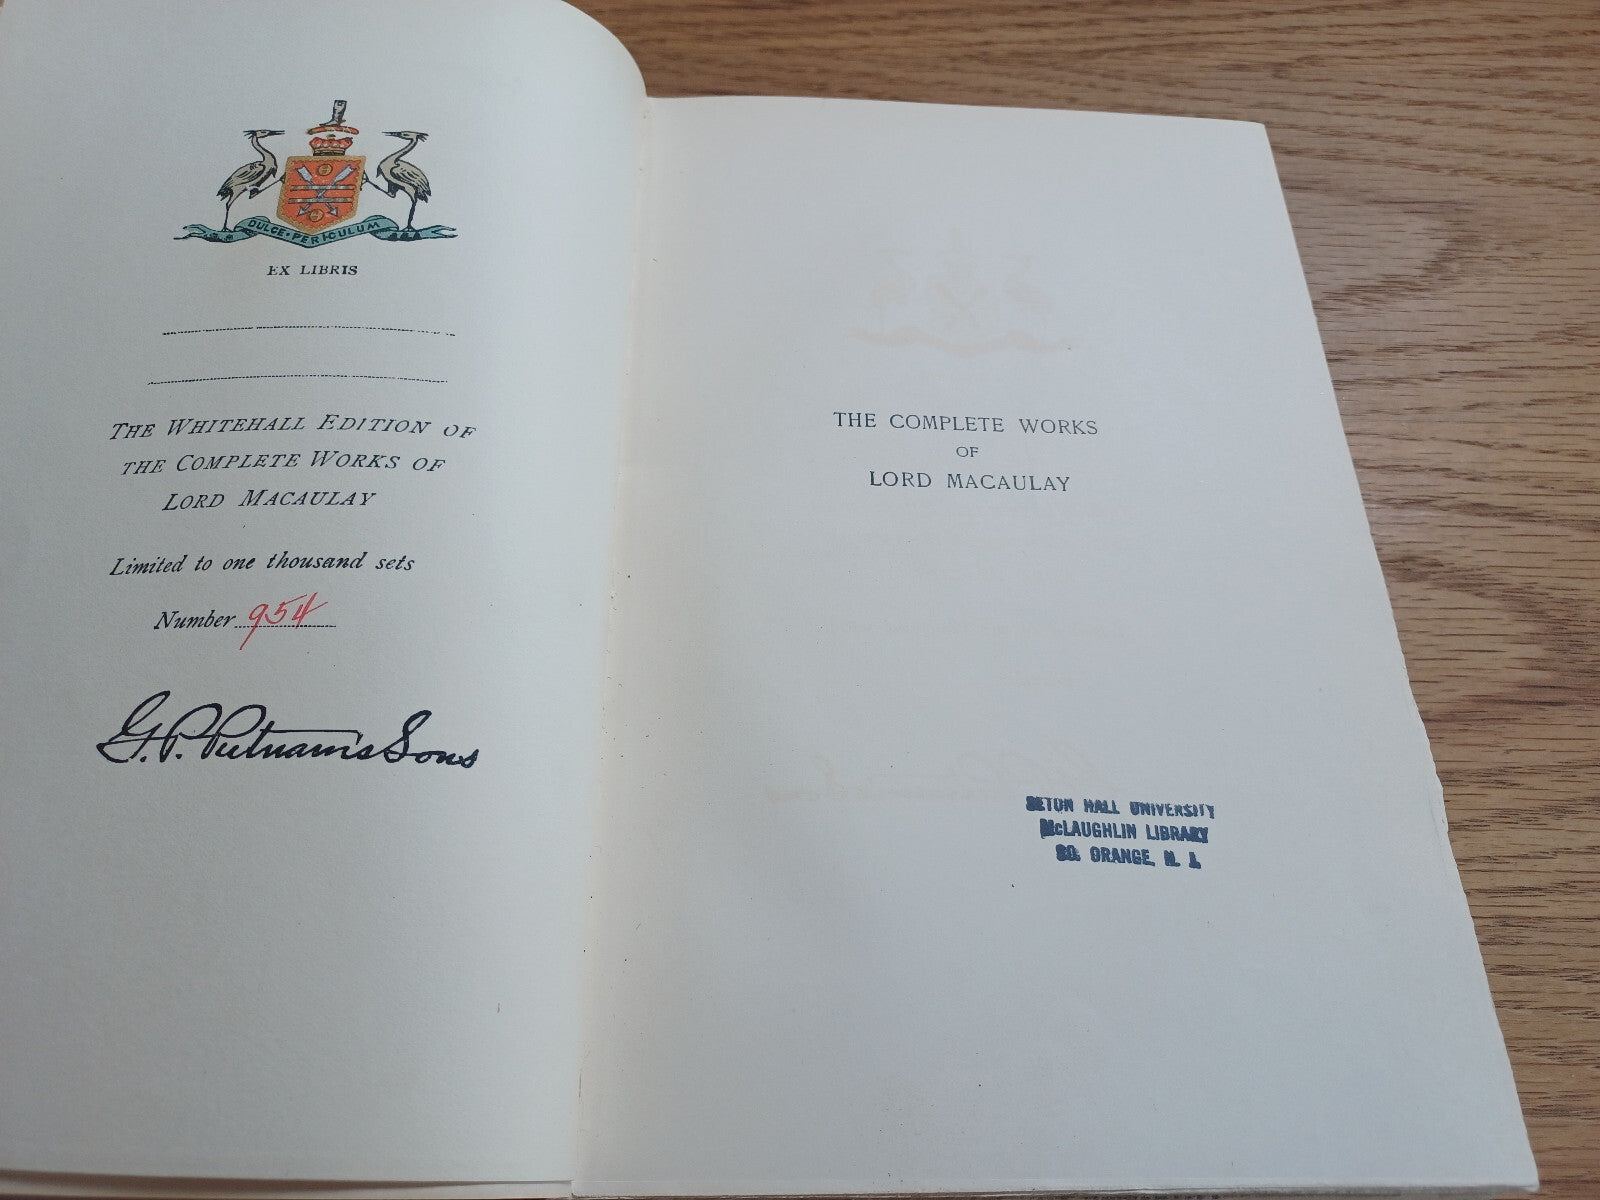 DULCE · PERICULUM
EX LIBRIS
THE WHITEHALL EDITION OF
THE COMPLETE WORKS OF
LORD MACAULAY
Limited to one thousand sets
Number 954
G. P. Putnam's Sons
THE COMPLETE WORKS
OF
LORD MACAULAY
SETON HALL UNIVERSITY
McLAUGHLIN LIBRARY
SO. ORANGE, N. J.